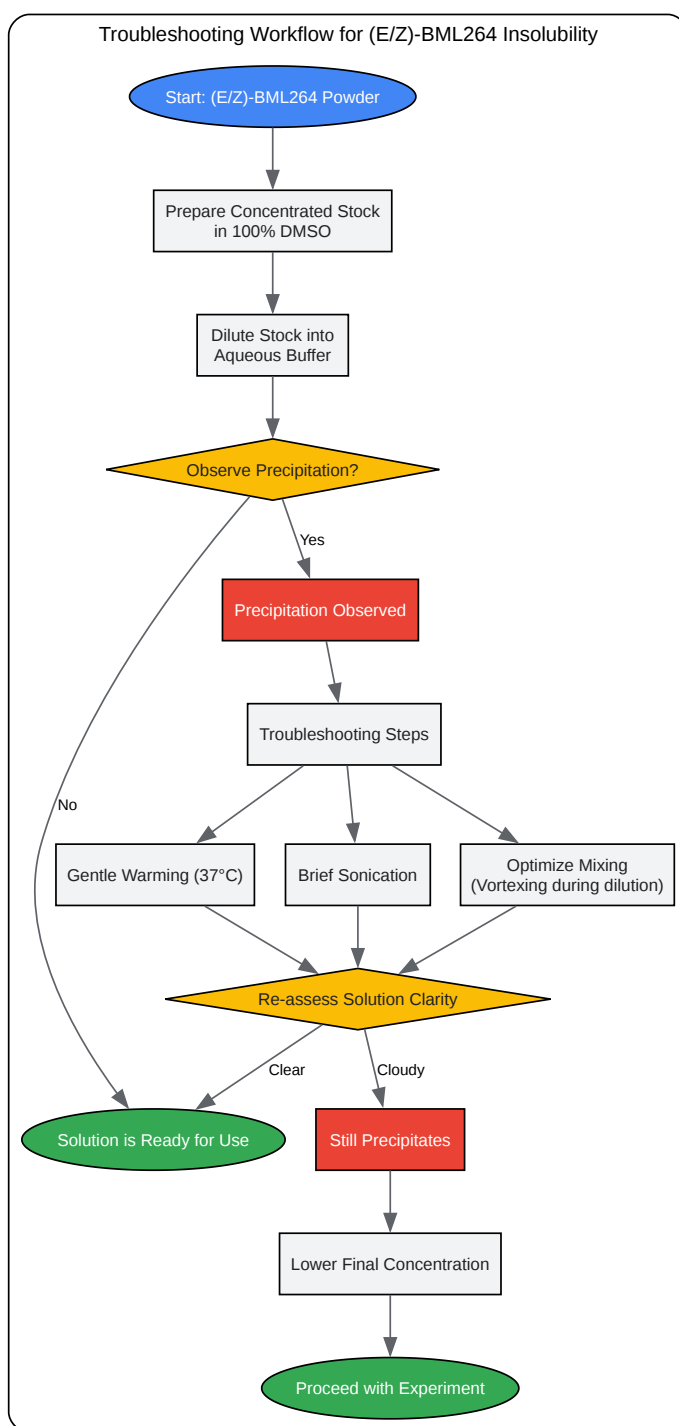 Troubleshooting Workflow for (E/Z)-BML264 Insolubility
Start: (E/Z)-BML264 Powder
Prepare Concentrated Stock
in 100% DMSO
Dilute Stock into
Aqueous Buffer
Observe Precipitation?
Yes
Precipitation Observed
Troubleshooting Steps
No
Gentle Warming (37°C)
Brief Sonication
Optimize Mixing
(Vortexing during dilution)
Re-assess Solution Clarity
Clear
Cloudy
Solution is Ready for Use
Still Precipitates
Lower Final Concentration
Proceed with Experiment